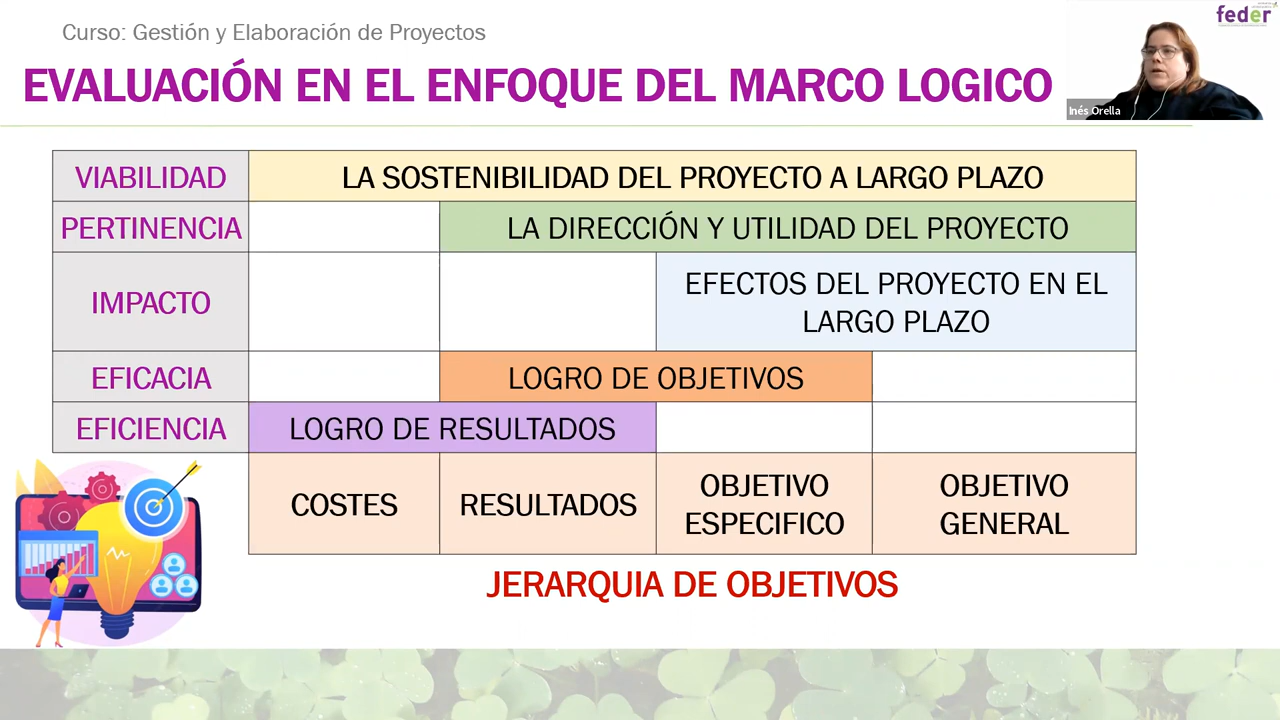 Curso: Gestión y Elaboración de Proyectos
feder
EVALUACIÓN EN EL ENFOQUE DEL MARCO LOGICO
Inés Orella
VIABILIDAD
LA SOSTENIBILIDAD DEL PROYECTO A LARGO PLAZO
PERTINENCIA
LA DIRECCIÓN Y UTILIDAD DEL PROYECTO
IMPACTO
EFECTOS DEL PROYECTO EN EL
LARGO PLAZO
EFICACIA
LOGRO DE OBJETIVOS
EFICIENCIA
LOGRO DE RESULTADOS
COSTES
RESULTADOS
OBJETIVO
ESPECIFICO
OBJETIVO
GENERAL
JERARQUIA DE OBJETIVOS